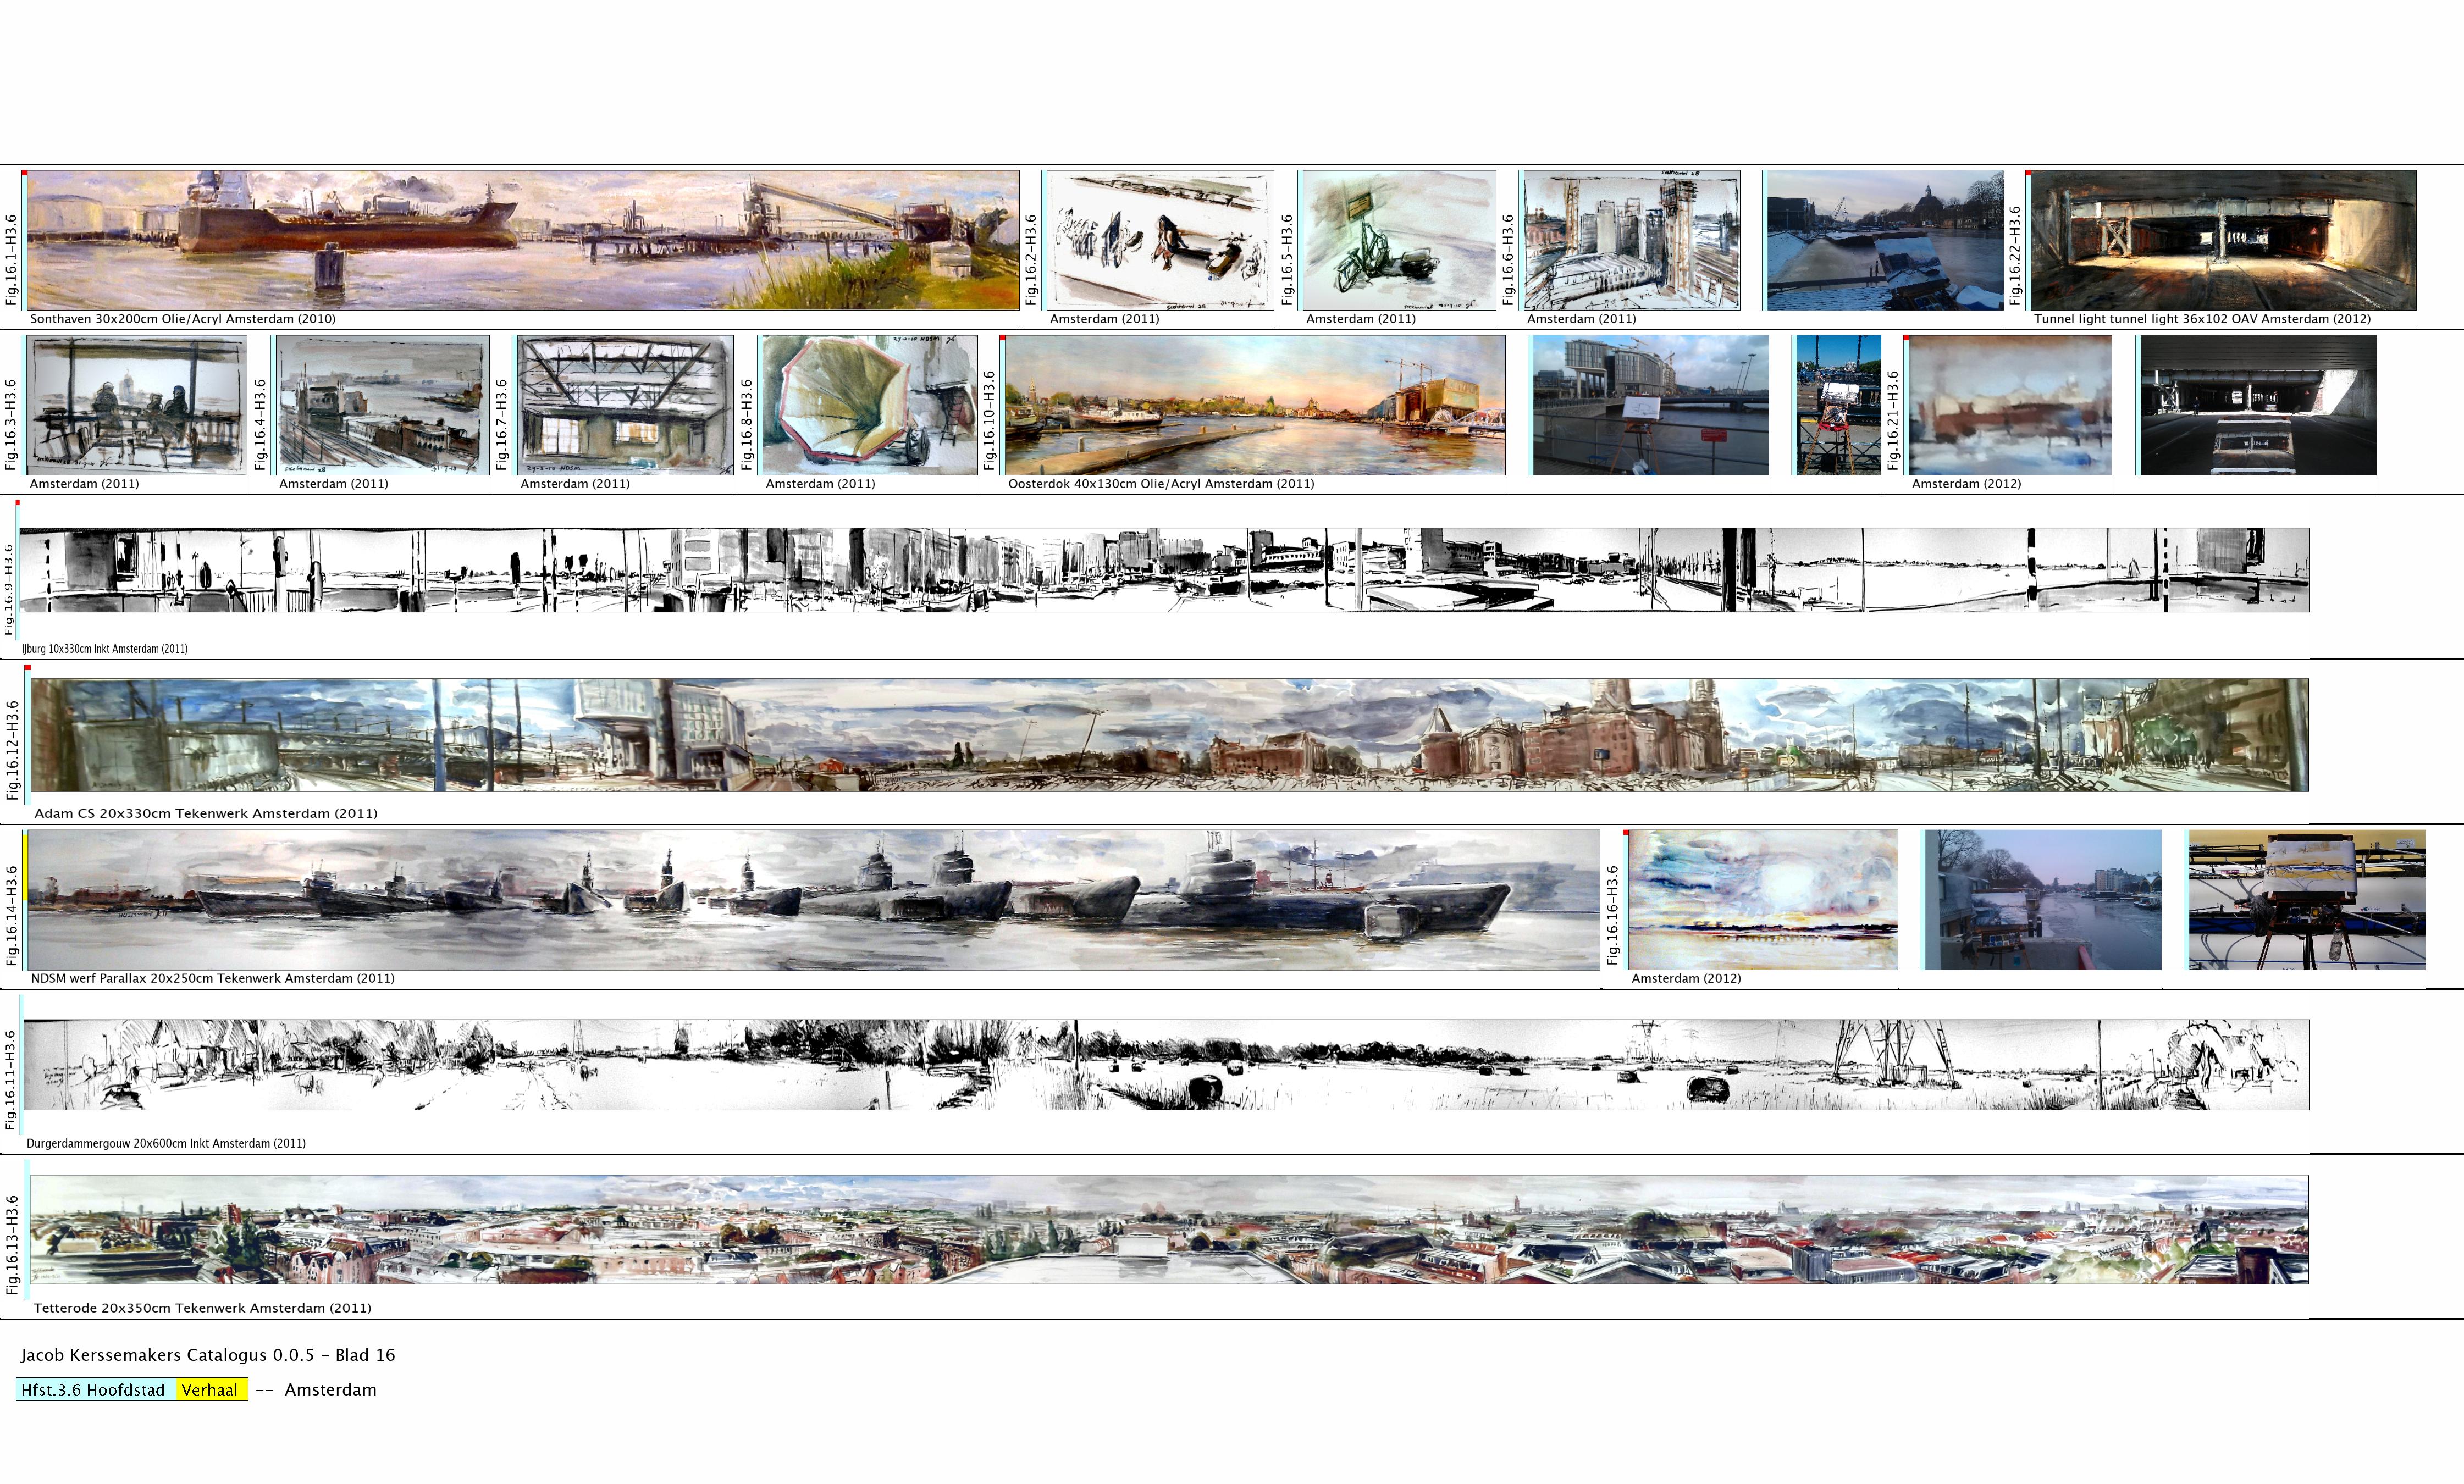 Fig.16.1-H3.6
Sonthaven 30x200cm Olie/Acryl Amsterdam (2010)
Fig.16.2-H3.6
Amsterdam (2011)
Fig.16.5-H3.6
Amsterdam (2011)
Fig.16.6-H3.6
Amsterdam (2011)
Fig.16.22-H3.6
Tunnel light tunnel light 36x102 OAV Amsterdam (2012)
Fig.16.3-H3.6
Amsterdam (2011)
Fig.16.4-H3.6
Amsterdam (2011)
Fig.16.7-H3.6
27-2-10 NDSM
Amsterdam (2011)
Fig.16.8-H3.6
27-2-10 NDSM
Amsterdam (2011)
Fig.16.10-H3.6
Oosterdok 40x130cm Olie/Acryl Amsterdam (2011)
Fig.16.21-H3.6
Amsterdam (2012)
Fig.16.9-H3.6
IJburg 10x330cm Inkt Amsterdam (2011)
Fig.16.12-H3.6
Adam CS 20x330cm Tekenwerk Amsterdam (2011)
Fig.16.14-H3.6
NDSM werf Parallax 20x250cm Tekenwerk Amsterdam (2011)
Fig.16.16-H3.6
Amsterdam (2012)
Fig.16.11-H3.6
Durgerdammergouw 20x600cm Inkt Amsterdam (2011)
Fig.16.13-H3.6
Tetterode 20x350cm Tekenwerk Amsterdam (2011)
Jacob Kerssemakers Catalogus 0.0.5 - Blad 16
Hfst.3.6 Hoofdstad Verhaal -- Amsterdam